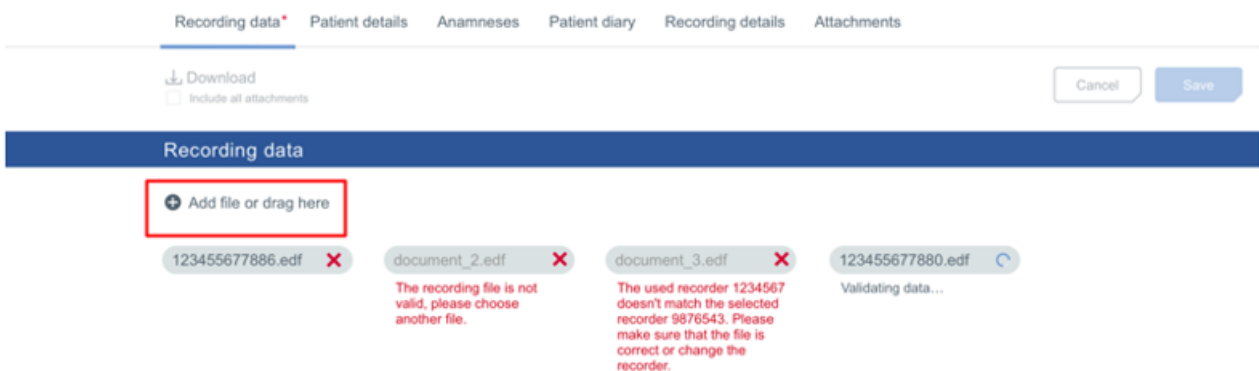 Recording data* Patient details Anamneses Patient diary Recording details Attachments
Download
Include all attachments
Cancel Save
Recording data
Add file or drag here
123455677886.edf
document_2.edf
document_3.edf
123455677880.edf
The recording file is not
valid, please choose
another file.
The used recorder 1234567
doesn't match the selected
recorder 9876543. Please
make sure that the file is
correct or change the
recorder.
Validating data...